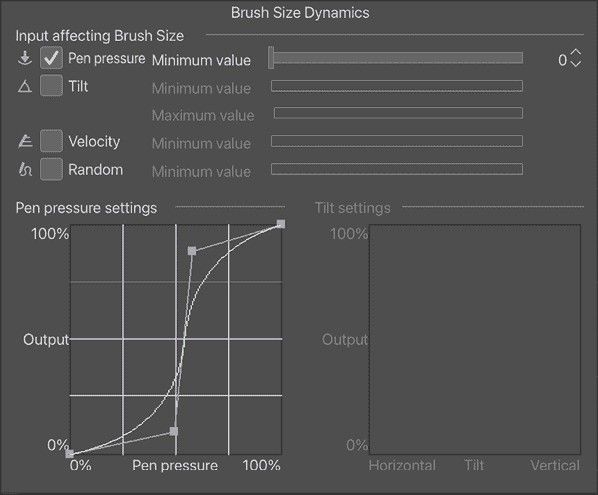 Brush Size Dynamics
Input affecting Brush Size
Pen pressure Minimum value 0
Tilt Minimum value
Maximum value
Velocity Minimum value
Random Minimum value
Pen pressure settings Tilt settings
100% 100%
Output Output
0% 0%
0% Pen pressure 100% Horizontal Tilt Vertical